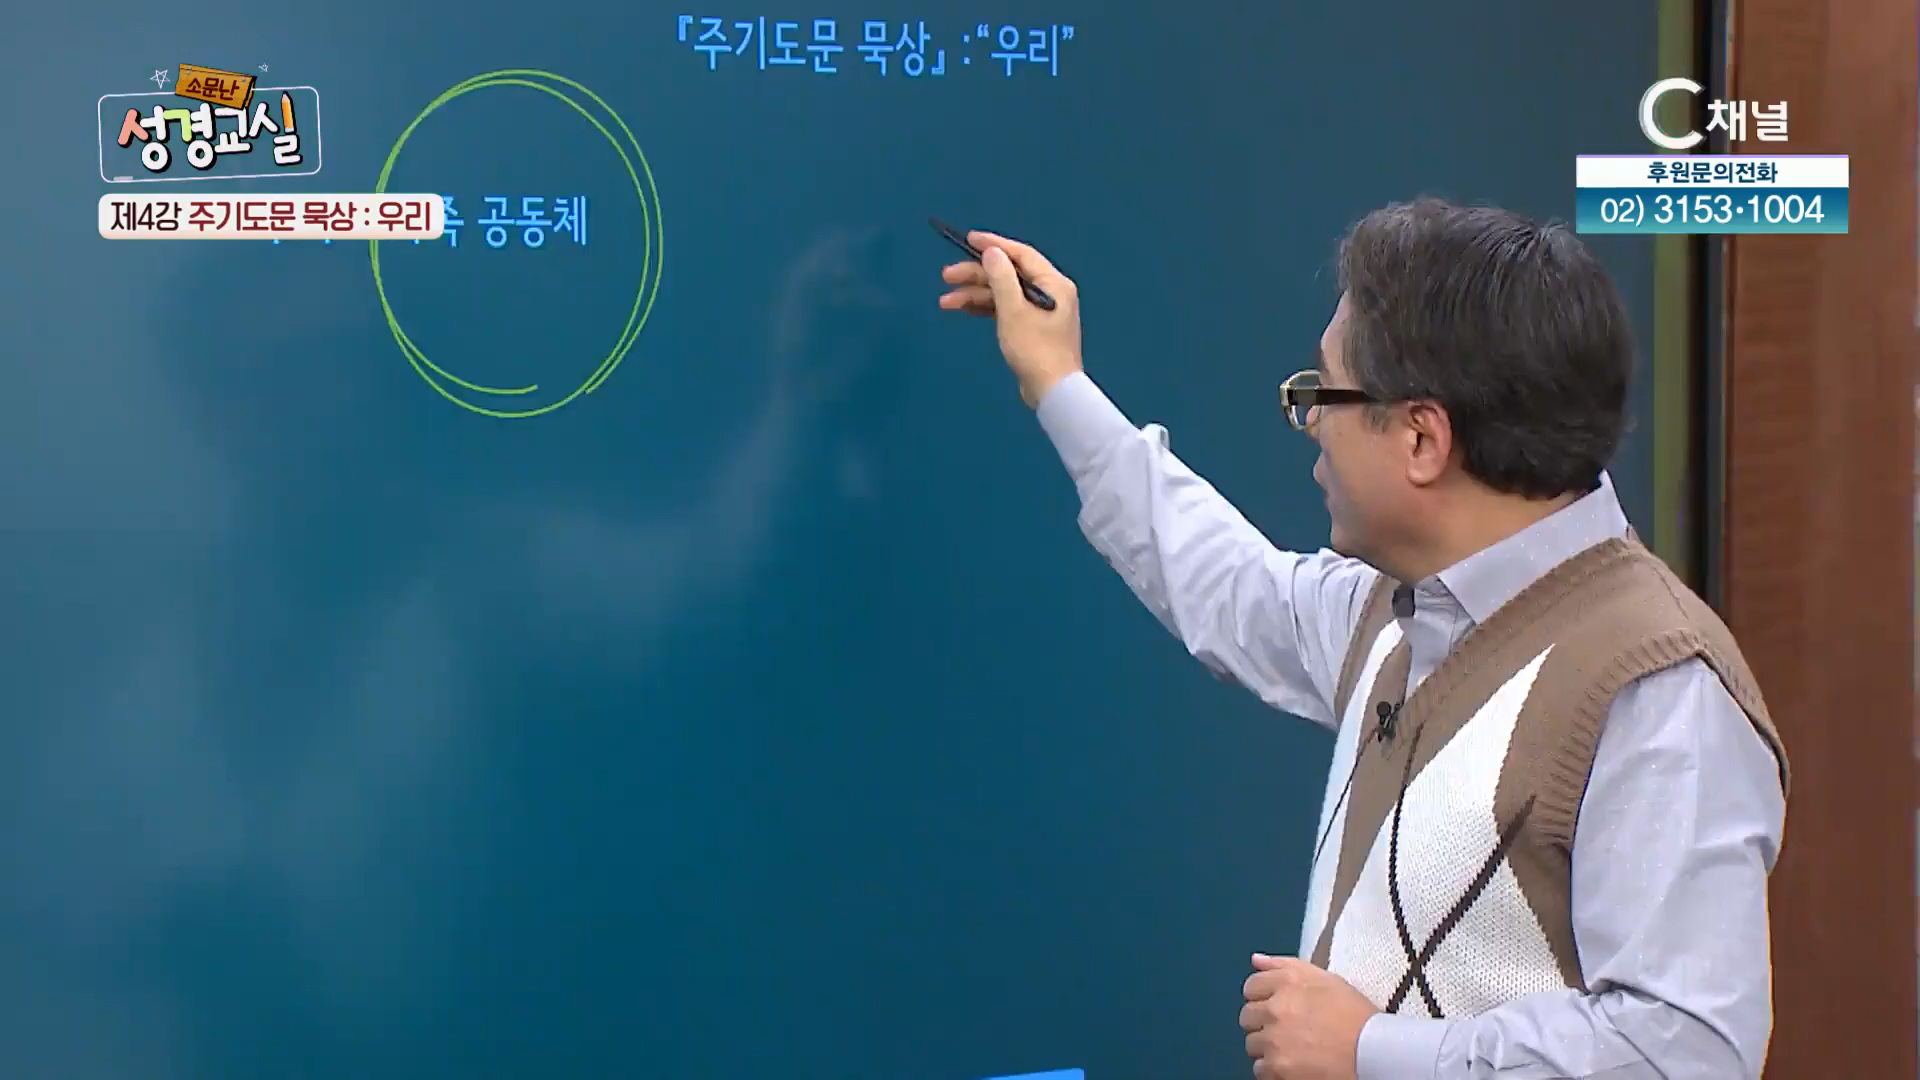 『주기도문 묵상』 : “우리”
소문난
성경교실
제4강 주기도문 묵상 : 우리
공동체
C채널
후원문의전화
02) 3153·1004